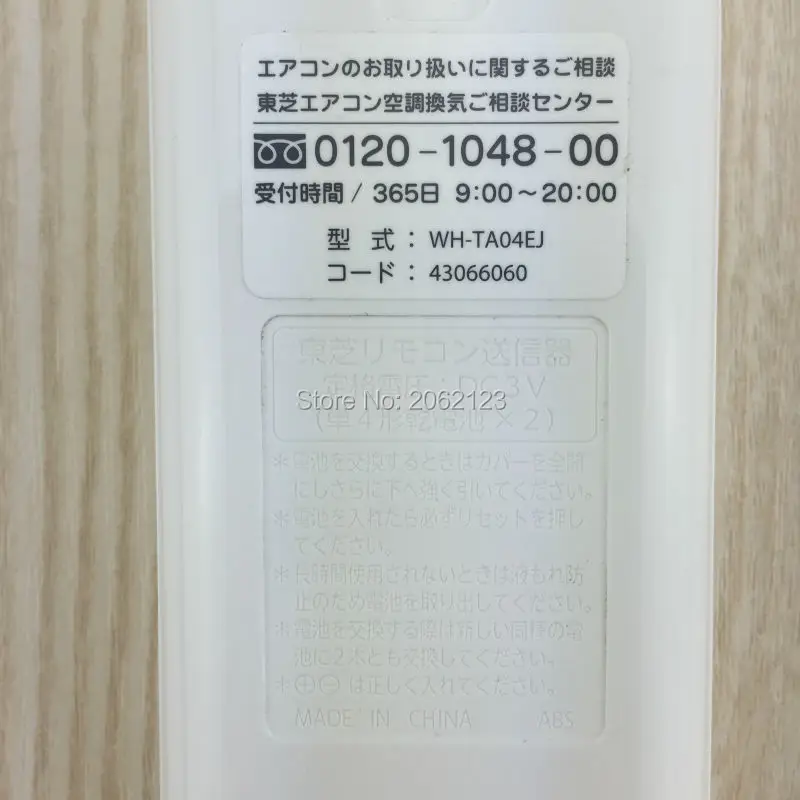 エアコンのお取り扱いに関するご相談
東芝エアコン空調換気ご相談センター
0120-1048-00
受付時間 / 365日 9:00~20:00
型 式 : WH-TA04EJ
コード : 43066060
東芝リモコン送信器
定格電圧:DC3V
Store No: 2062123
(単4形乾電池×2)
*電池を交換するときはカバーを全開
にしさらに下へ強く引いてください。
*電池を入れたら必ずリセットを押し
てください。
*長時間使用されないときは液もれ防
止のため電池を取り出してください。
*電池を交換する際は新しい同種の電
池に2本とも交換してください。
*⊕⊖は正しく入れてください。
MADE IN CHINA ABS